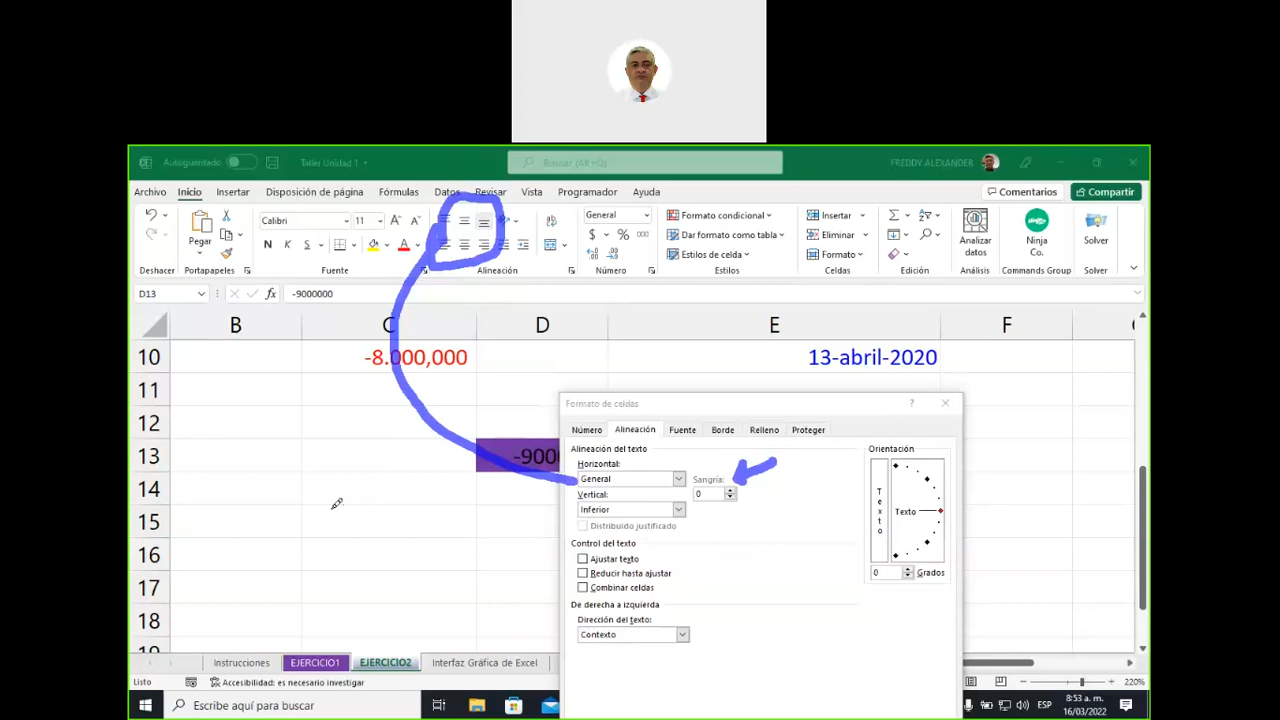 Autoguardado
Taller Unidad 1
Buscar (Alt+Q)
FREDDY ALEXANDER
Archivo Inicio Insertar Disposición de página Fórmulas Datos Revisar Vista Programador Ayuda
Comentarios
Compartir
Calibri 11
General
Formato condicional
Insertar
Pegar
N K S
A
$ % 000
Dar formato como tabla
Eliminar
Analizar datos
Ninja Co.
Solver
Estilos de celda
Formato
Deshacer Portapapeles Fuente Alineación Número Estilos Celdas Edición Análisis Commands Group Solver
D13
fx
-9000000
B C D E F
10 -8.000,000 13-abril-2020
11
12
13 -900
14
15
16
17
18
Formato de celdas
?
Número Alineación Fuente Borde Relleno Proteger
Alineación del texto
Horizontal:
General
Sangría:
0
Vertical:
Inferior
Distribuido justificado
Control del texto
Ajustar texto
Reducir hasta ajustar
Combinar celdas
De derecha a izquierda
Dirección del texto:
Contexto
Orientación
Texto
Texto
0 Grados
Instrucciones EJERCICIO1 EJERCICIO2 Interfaz Gráfica de Excel
Listo
Accesibilidad: es necesario investigar
220%
Escribe aquí para buscar
ESP
8:53 a. m.
16/03/2022